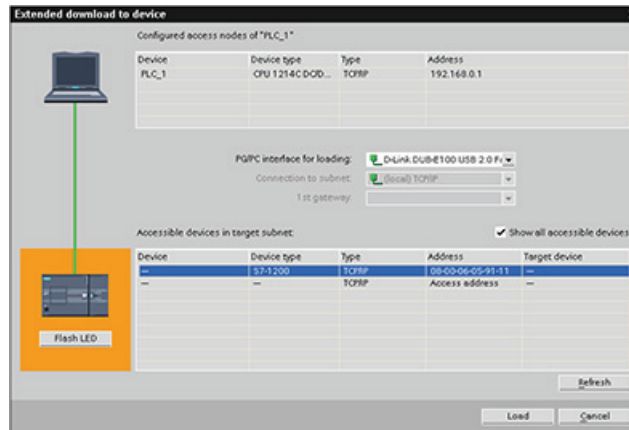 Extended download to device
Configured access nodes of "PLC_1"
Device Device type Type Address
PLC_1 CPU 1214C DC/D... TCP/IP 192.168.0.1
PG/PC interface for loading: D-Link DUB-E100 USB 2.0 Fa
Connection to subnet: (local) TCP/IP
1st gateway:
Accessible devices in target subnet: Show all accessible devices
Device Device type Type Address Target device
— S7-1200 TCP/IP 08-00-06-05-91-11 —
— — TCP/IP Access address —
Flash LED
Refresh
Load Cancel